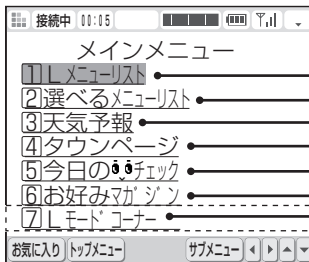 接続中 00:05
メインメニュー
1 Lメニューリスト
2 選べるメニューリスト
3 天気予報
4 タウンページ
5 今日のチェック
6 お好みマガジン
7 Lモードコーナー
お気に入り トップメニュー サブメニュー